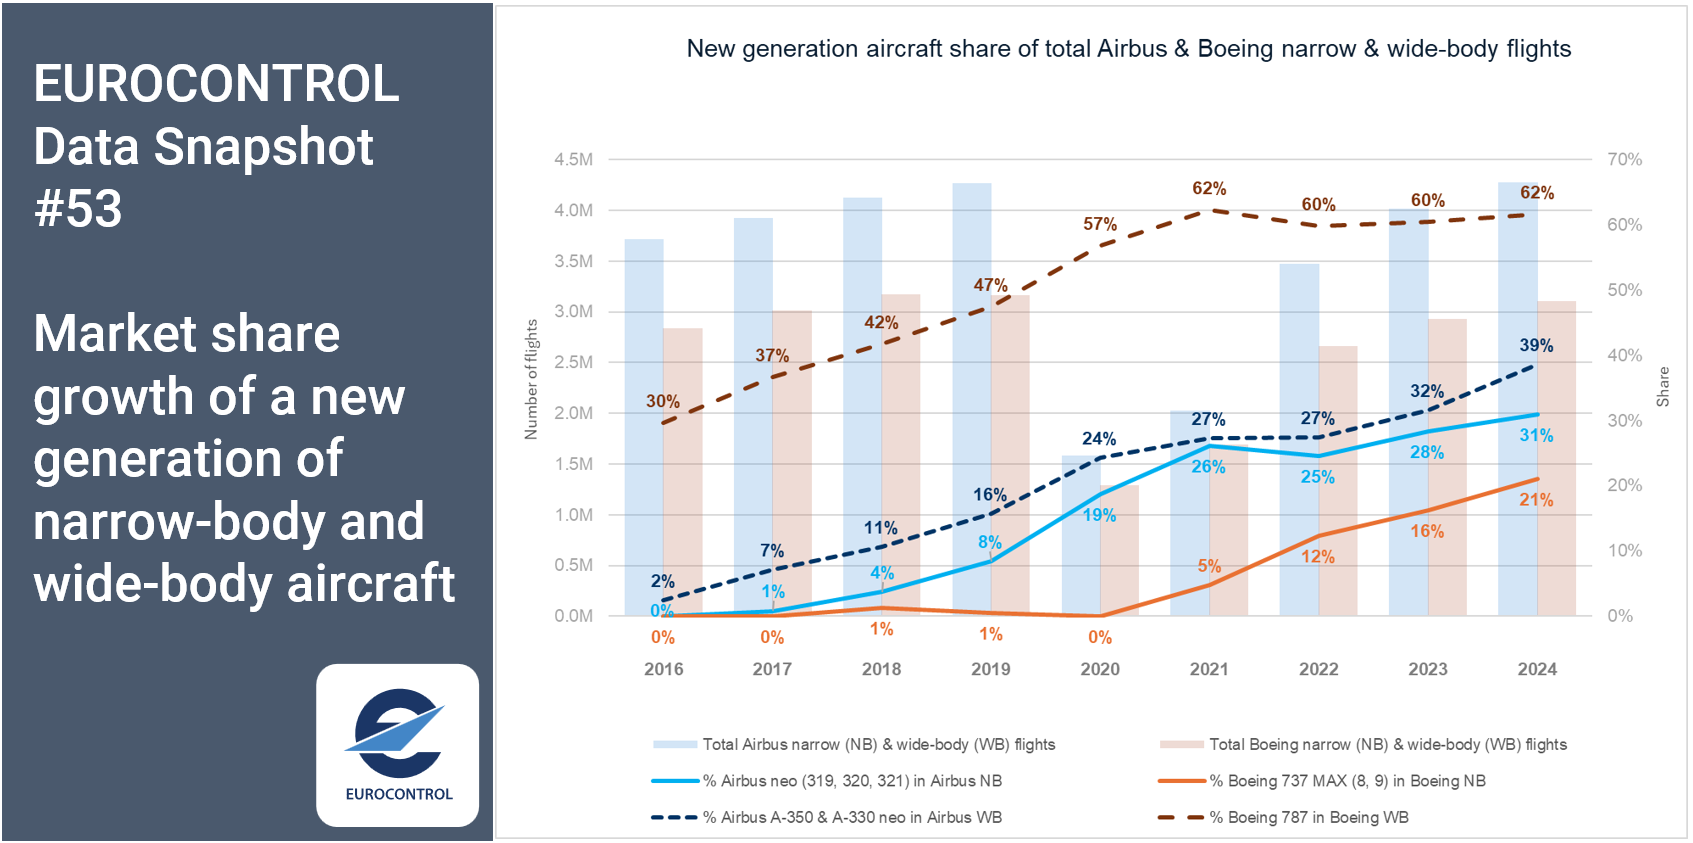 EUROCONTROL
Data Snapshot
#53
Market share
growth of a new
generation of
narrow-body and
wide-body aircraft
EUROCONTROL
New generation aircraft share of total Airbus & Boeing narrow & wide-body flights
Number of flights
4.5M
4.0M
3.5M
3.0M
2.5M
2.0M
1.5M
1.0M
0.5M
0.0M
70%
60%
50%
40%
30%
20%
10%
0%
Share
30%
37%
42%
47%
57%
62%
60%
60%
62%
2%
7%
11%
16%
24%
27%
27%
32%
39%
0%
1%
4%
8%
19%
26%
25%
28%
31%
0%
0%
1%
1%
0%
5%
12%
16%
21%
2016
2017
2018
2019
2020
2021
2022
2023
2024
Total Airbus narrow (NB) & wide-body (WB) flights
Total Boeing narrow (NB) & wide-body (WB) flights
% Airbus neo (319, 320, 321) in Airbus NB
% Boeing 737 MAX (8, 9) in Boeing NB
% Airbus A-350 & A-330 neo in Airbus WB
% Boeing 787 in Boeing WB